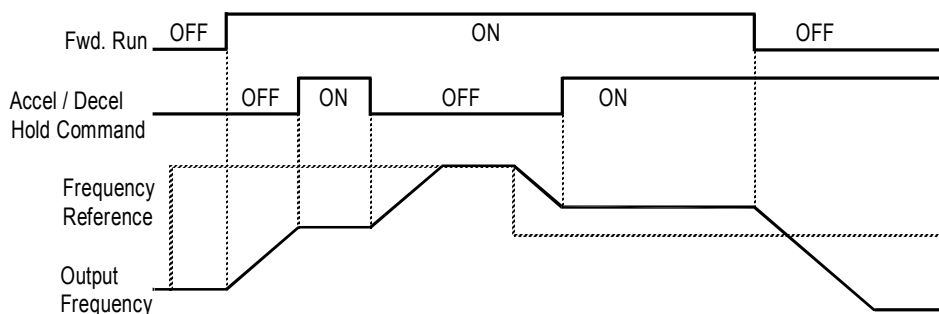 OFF
ON
OFF
Fwd. Run
OFF
ON
OFF
ON
Accel / Decel
Hold Command
Frequency
Reference
Output
Frequency